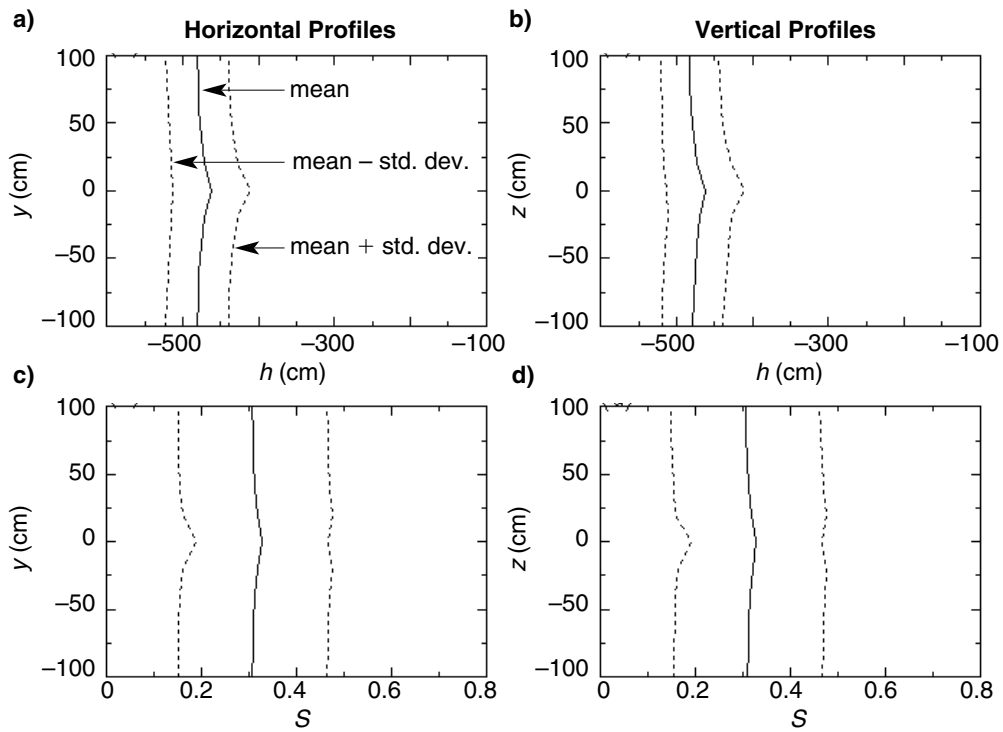 a)
Horizontal Profiles
100
50
0
−50
−100
y (cm)
mean
mean − std. dev.
mean + std. dev.
−500
−300
−100
h (cm)
b)
Vertical Profiles
100
50
0
−50
−100
z (cm)
−500
−300
−100
h (cm)
c)
100
50
0
−50
−100
y (cm)
0
0.2
0.4
0.6
0.8
S
d)
100
50
0
−50
−100
z (cm)
0
0.2
0.4
0.6
0.8
S